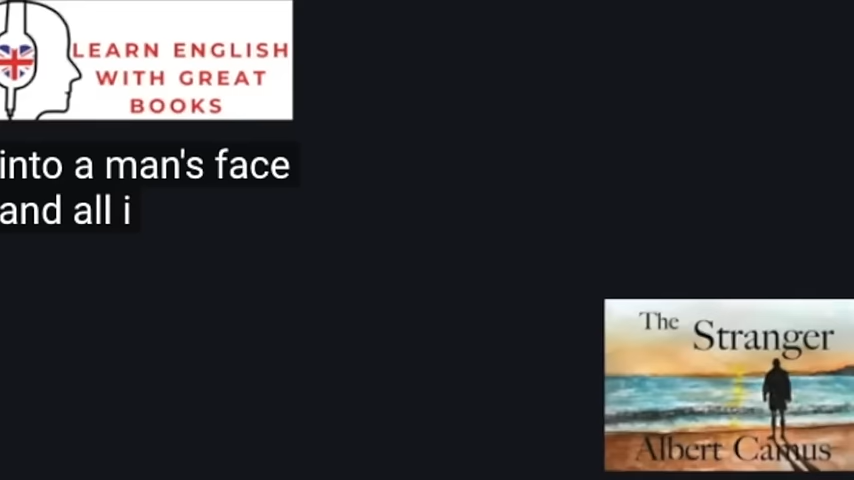 LEARN ENGLISH
WITH GREAT
BOOKS
into a man's face
and all i
The Stranger
Albert Camus